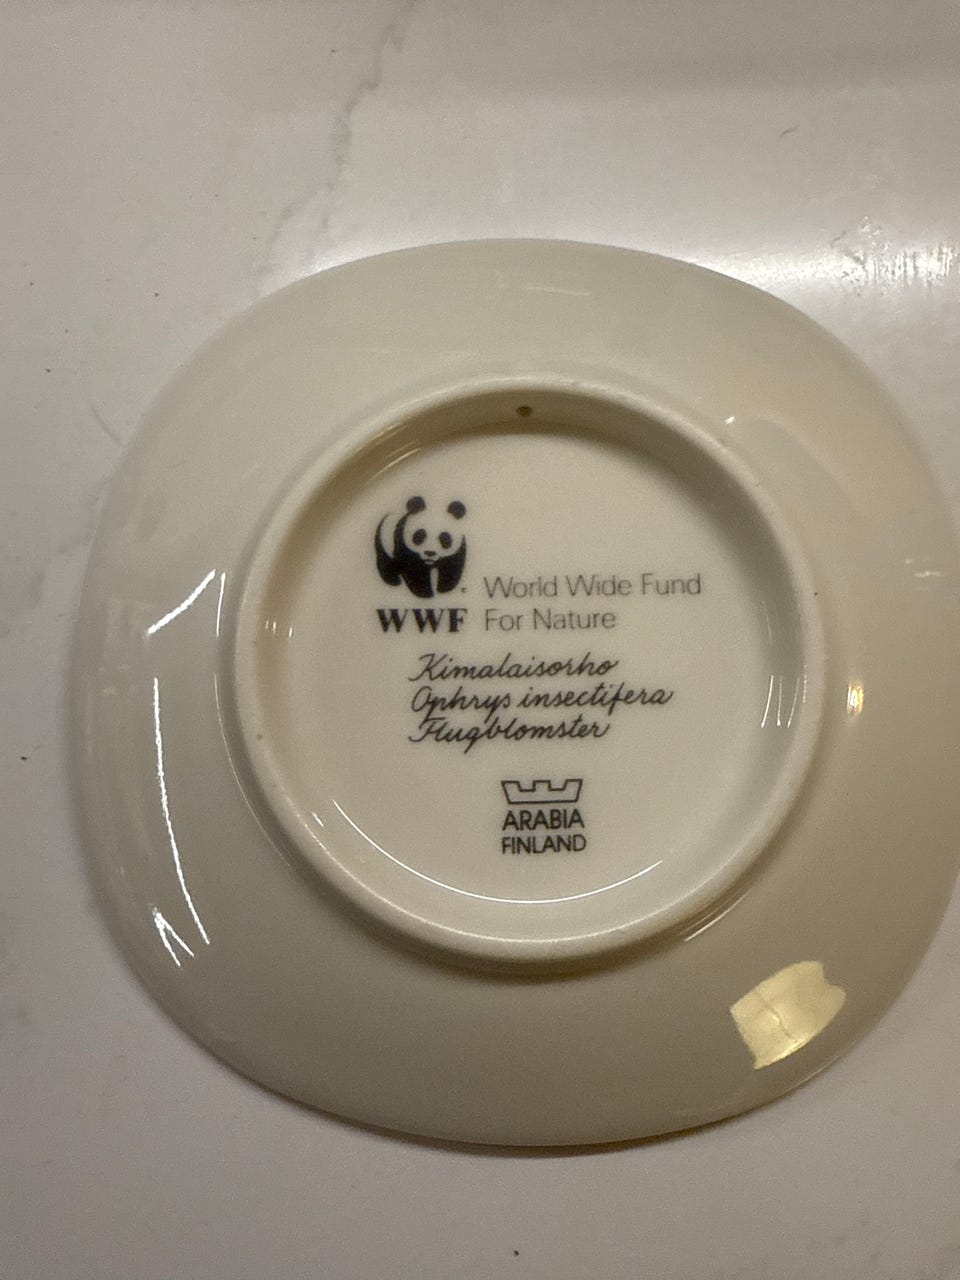 World Wide Fund
WWF For Nature
Kimalaisorho
Ophrys insectifera
Flugblomster
ARABIA
FINLAND